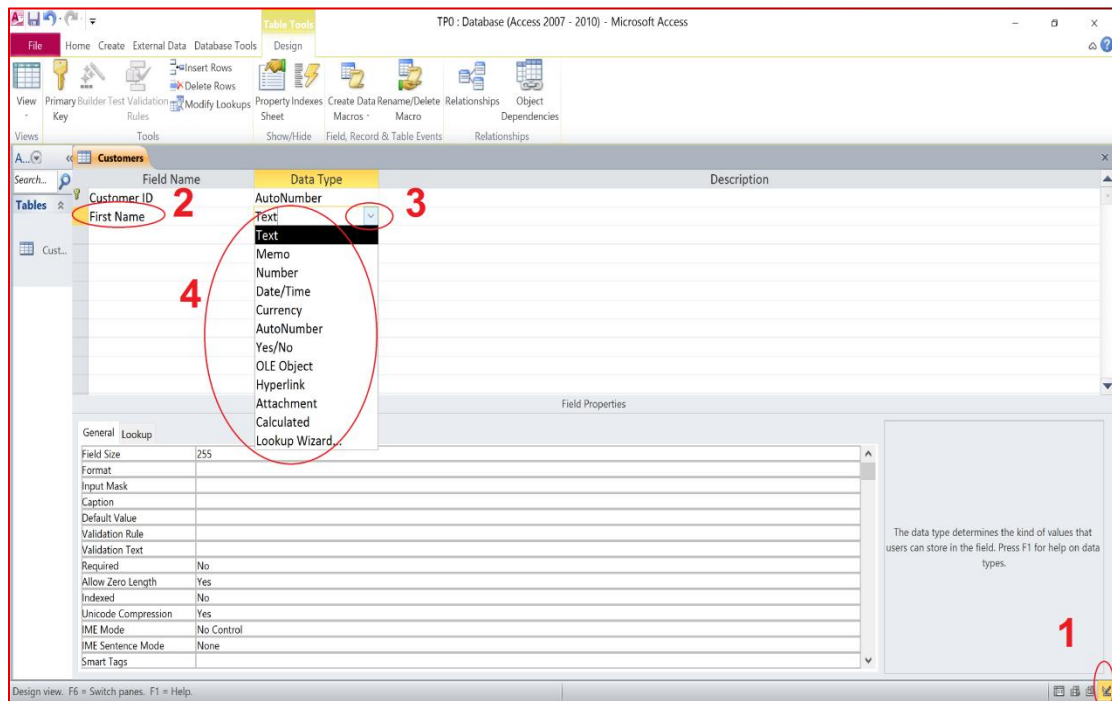 TP0 : Database (Access 2007 - 2010) - Microsoft Access
Table Tools
File Home Create External Data Database Tools Design
Insert Rows
Delete Rows
Modify Lookups
View Primary Key Builder Test Validation Rules Property Sheet Indexes Create Data Macros Rename/Delete Macro Relationships Object Dependencies
Views Tools Show/Hide Field, Record & Table Events Relationships
A... « Customers
Search... Field Name Data Type Description
Tables
Customer ID AutoNumber
2
First Name Text
3
Cust...
Text
Memo
Number
Date/Time
4
Currency
AutoNumber
Yes/No
OLE Object
Hyperlink
Attachment
Calculated
Lookup Wizard...
Field Properties
General Lookup
Field Size 255
Format
Input Mask
Caption
Default Value
Validation Rule
Validation Text
Required No
Allow Zero Length Yes
Indexed No
Unicode Compression Yes
IME Mode No Control
IME Sentence Mode None
Smart Tags
The data type determines the kind of values that
users can store in the field. Press F1 for help on data
types.
1
Design view. F6 = Switch panes. F1 = Help.